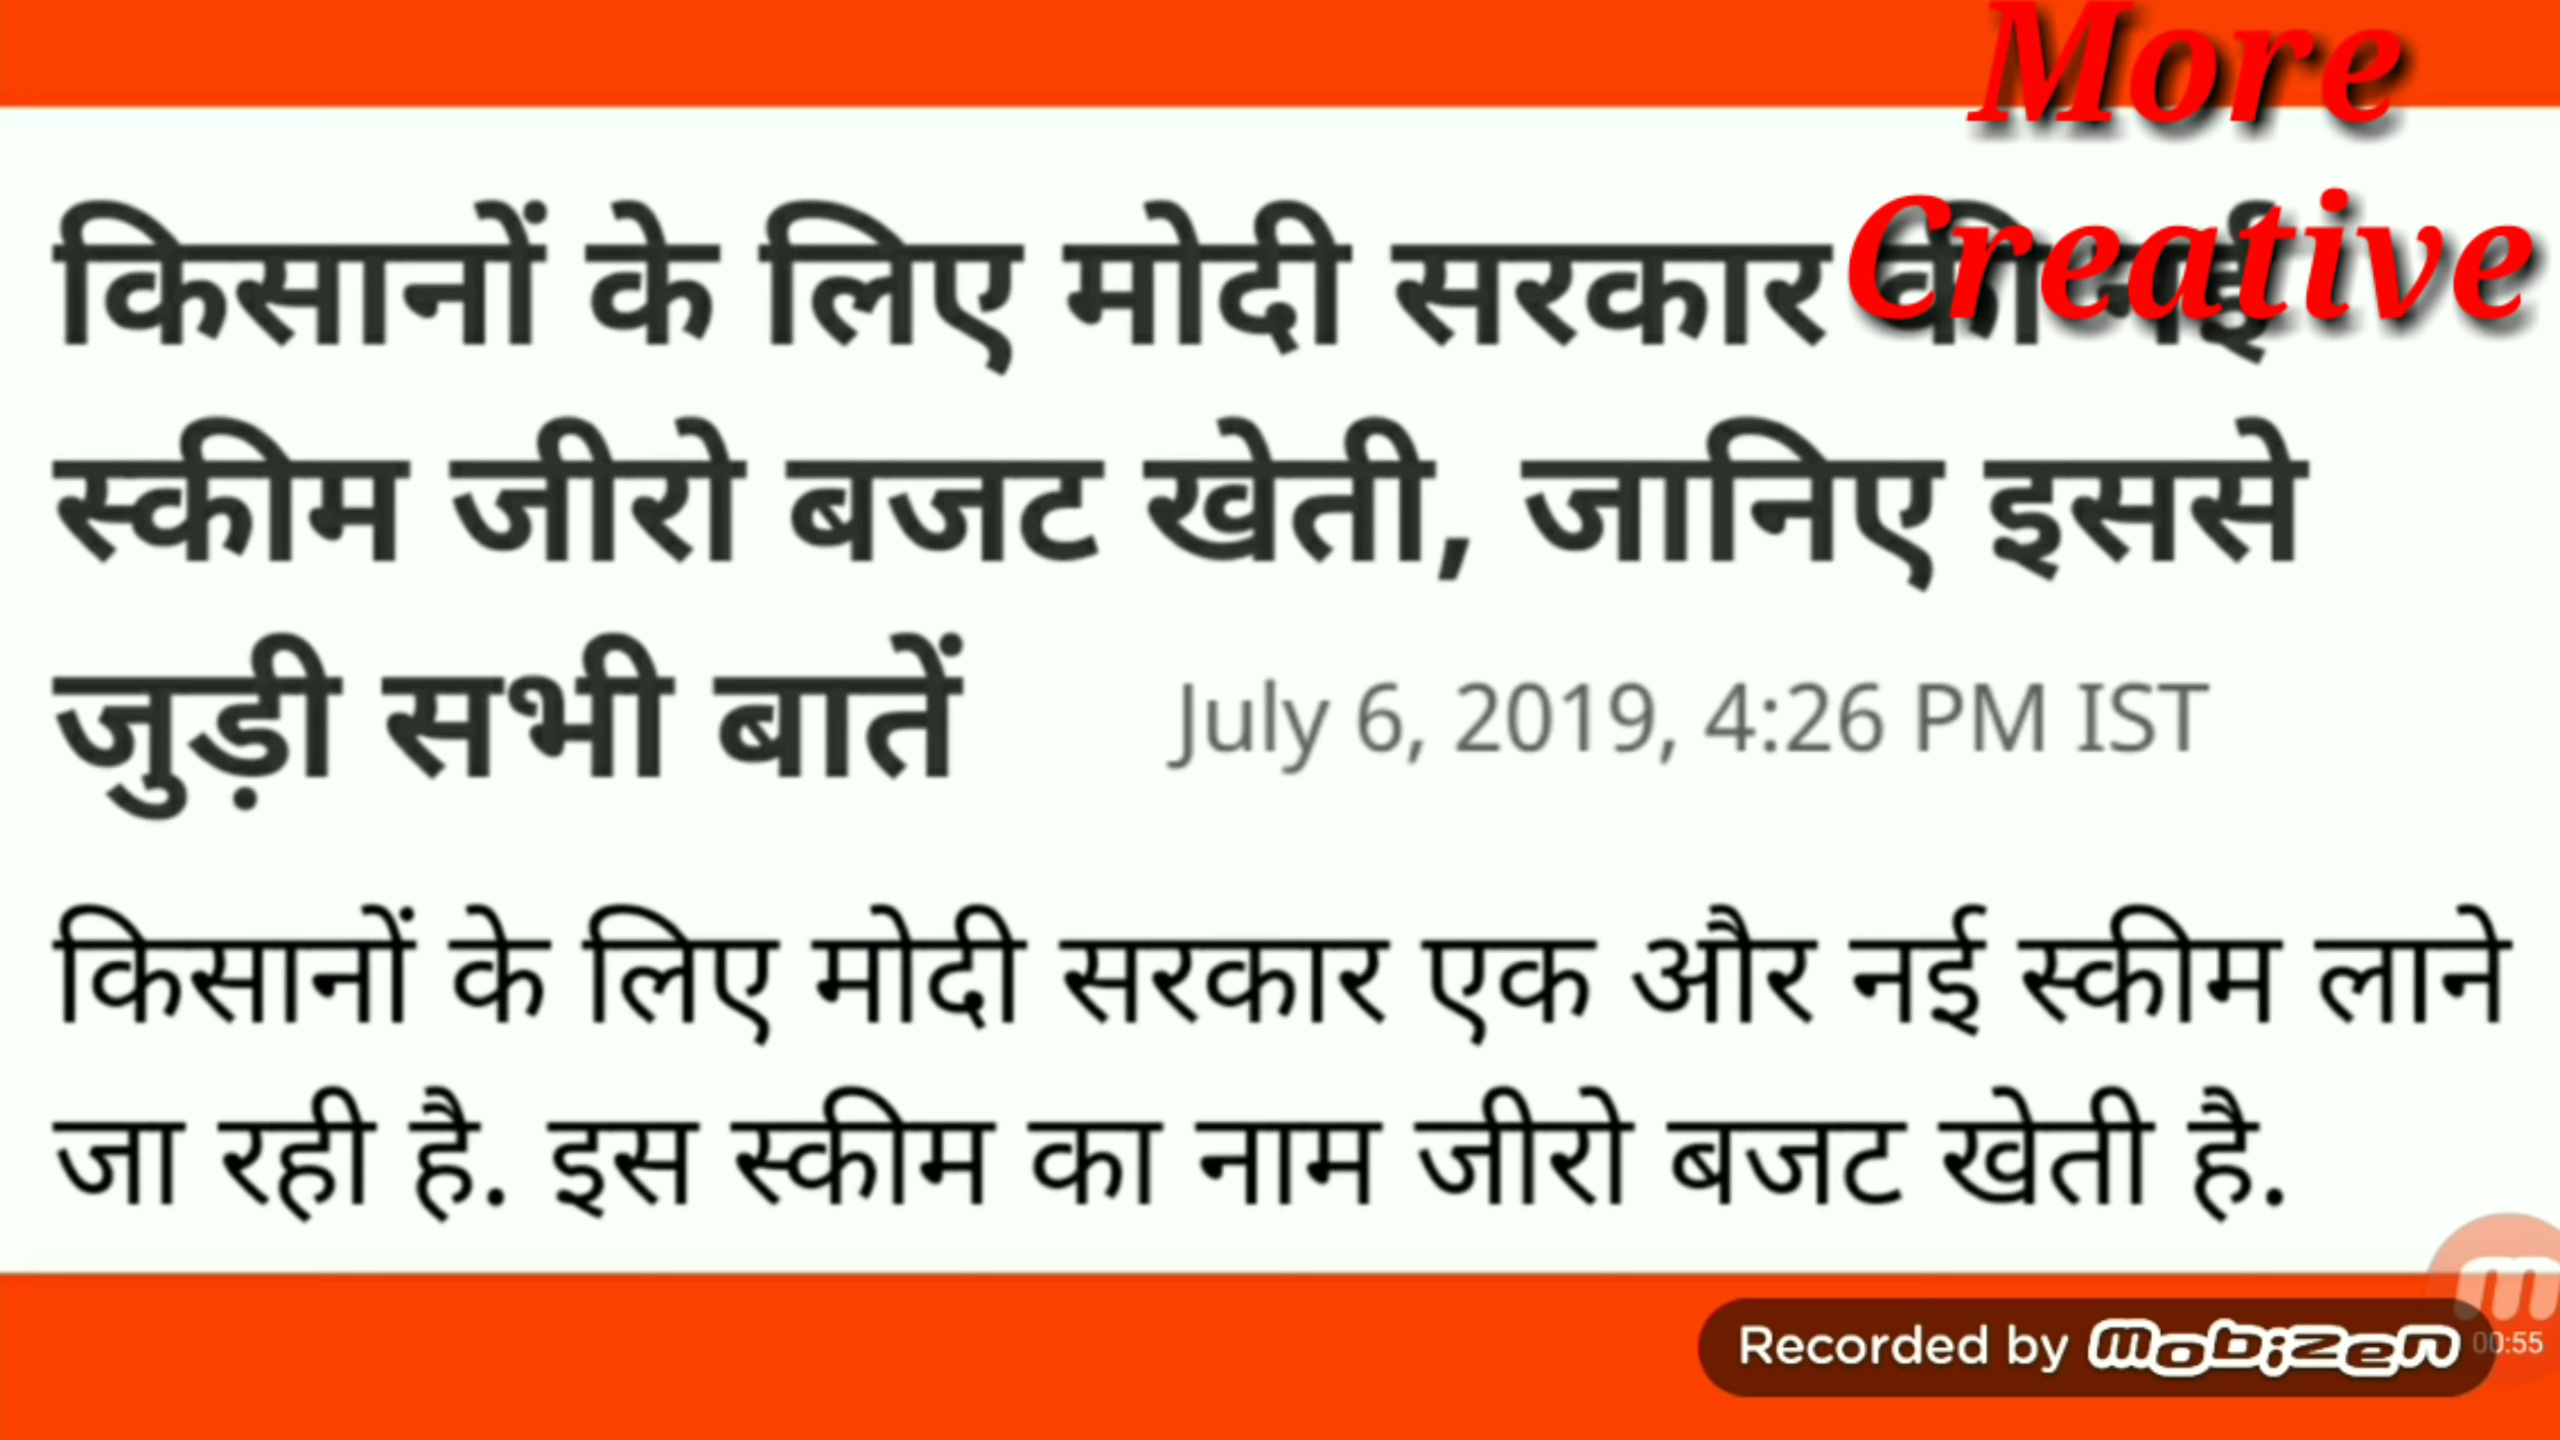 More
Creative
किसानों के लिए मोदी सरकार की नई
स्कीम जीरो बजट खेती, जानिए इससे
जुड़ी सभी बातें July 6, 2019, 4:26 PM IST
किसानों के लिए मोदी सरकार एक और नई स्कीम लाने
जा रही है. इस स्कीम का नाम जीरो बजट खेती है.
Recorded by mobizen 00:55